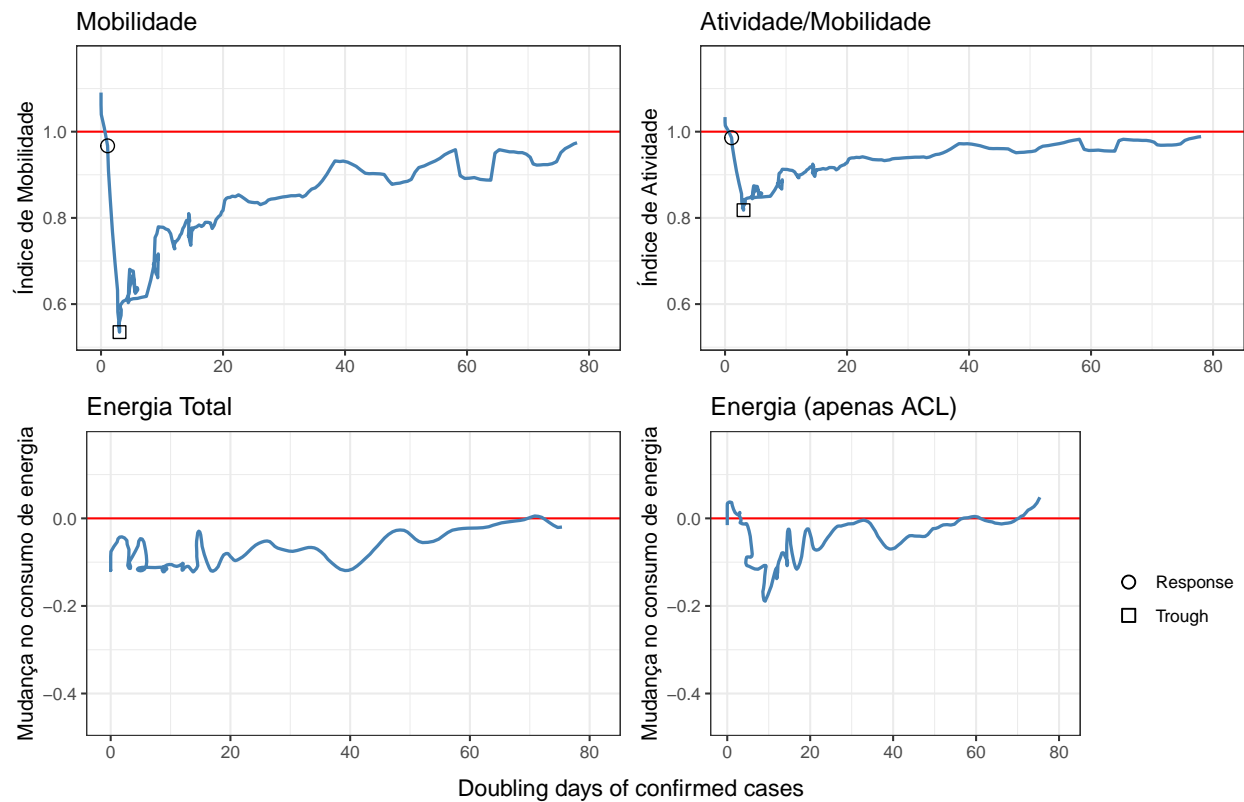 Mobilidade
Índice de Mobilidade
1.0
0.8
0.6
0 20 40 60 80
Atividade/Mobilidade
Índice de Atividade
1.0
0.8
0.6
0 20 40 60 80
Energia Total
Mudança no consumo de energia
0.0
−0.2
−0.4
0 20 40 60 80
Energia (apenas ACL)
Mudança no consumo de energia
0.0
−0.2
−0.4
0 20 40 60 80
Response
Trough
Doubling days of confirmed cases